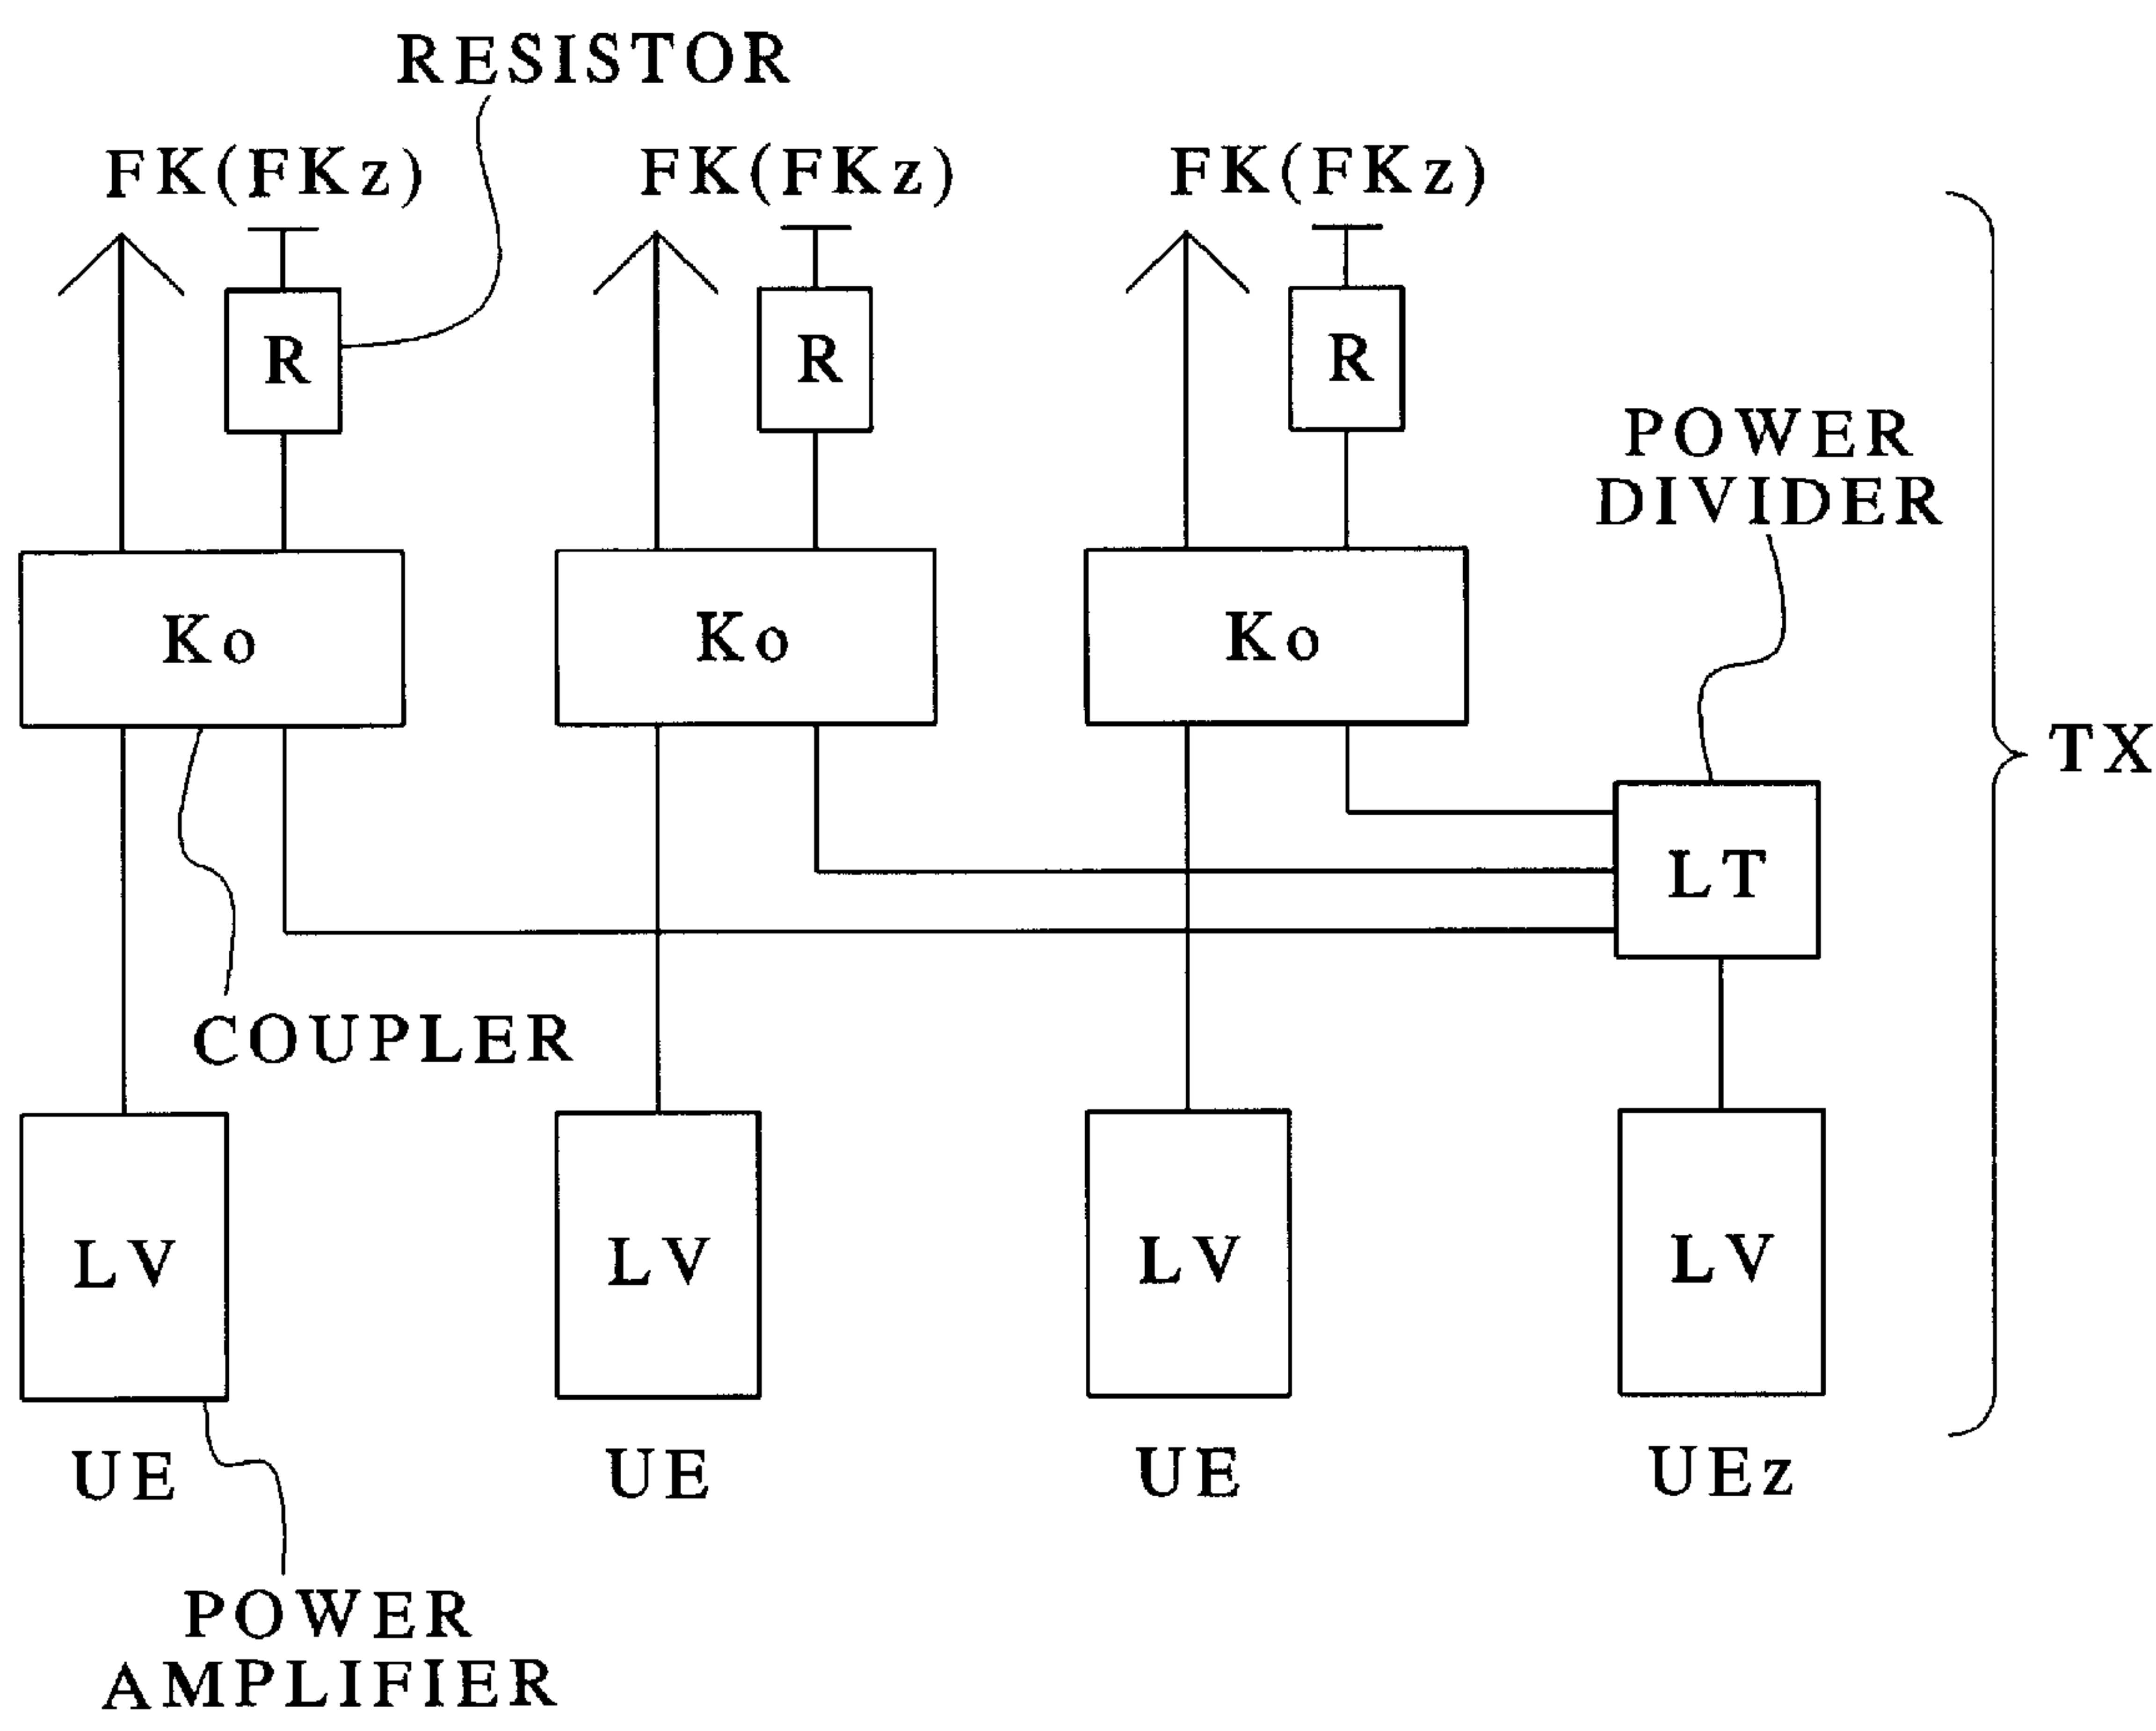 RESISTOR
FK(FKz) FK(FKz) FK(FKz)
R R R
POWER
DIVIDER
Ko Ko Ko
TX
LT
COUPLER
LV LV LV LV
UE UE UE UEz
POWER
AMPLIFIER